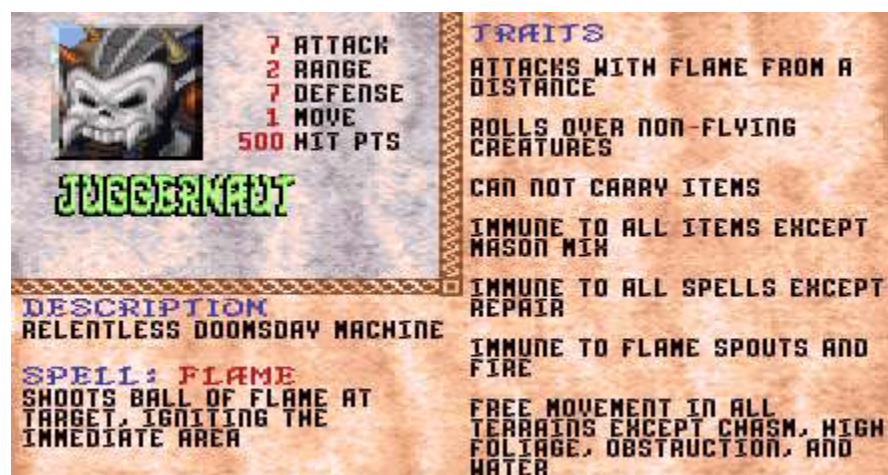 7 ATTACK
2 RANGE
7 DEFENSE
1 MOVE
500 HIT PTS
JUGGERNAUT
DESCRIPTION
RELENTLESS DOOMSDAY MACHINE
SPELL: FLAME
SHOOTS BALL OF FLAME AT
TARGET, IGNITING THE
IMMEDIATE AREA
TRAITS
ATTACKS WITH FLAME FROM A
DISTANCE
ROLLS OVER NON-FLYING
CREATURES
CAN NOT CARRY ITEMS
IMMUNE TO ALL ITEMS EXCEPT
MASON MIX
IMMUNE TO ALL SPELLS EXCEPT
REPAIR
IMMUNE TO FLAME SPOUTS AND
FIRE
FREE MOVEMENT IN ALL
TERRAINS EXCEPT CHASM, HIGH
FOLIAGE, OBSTRUCTION, AND
WATER